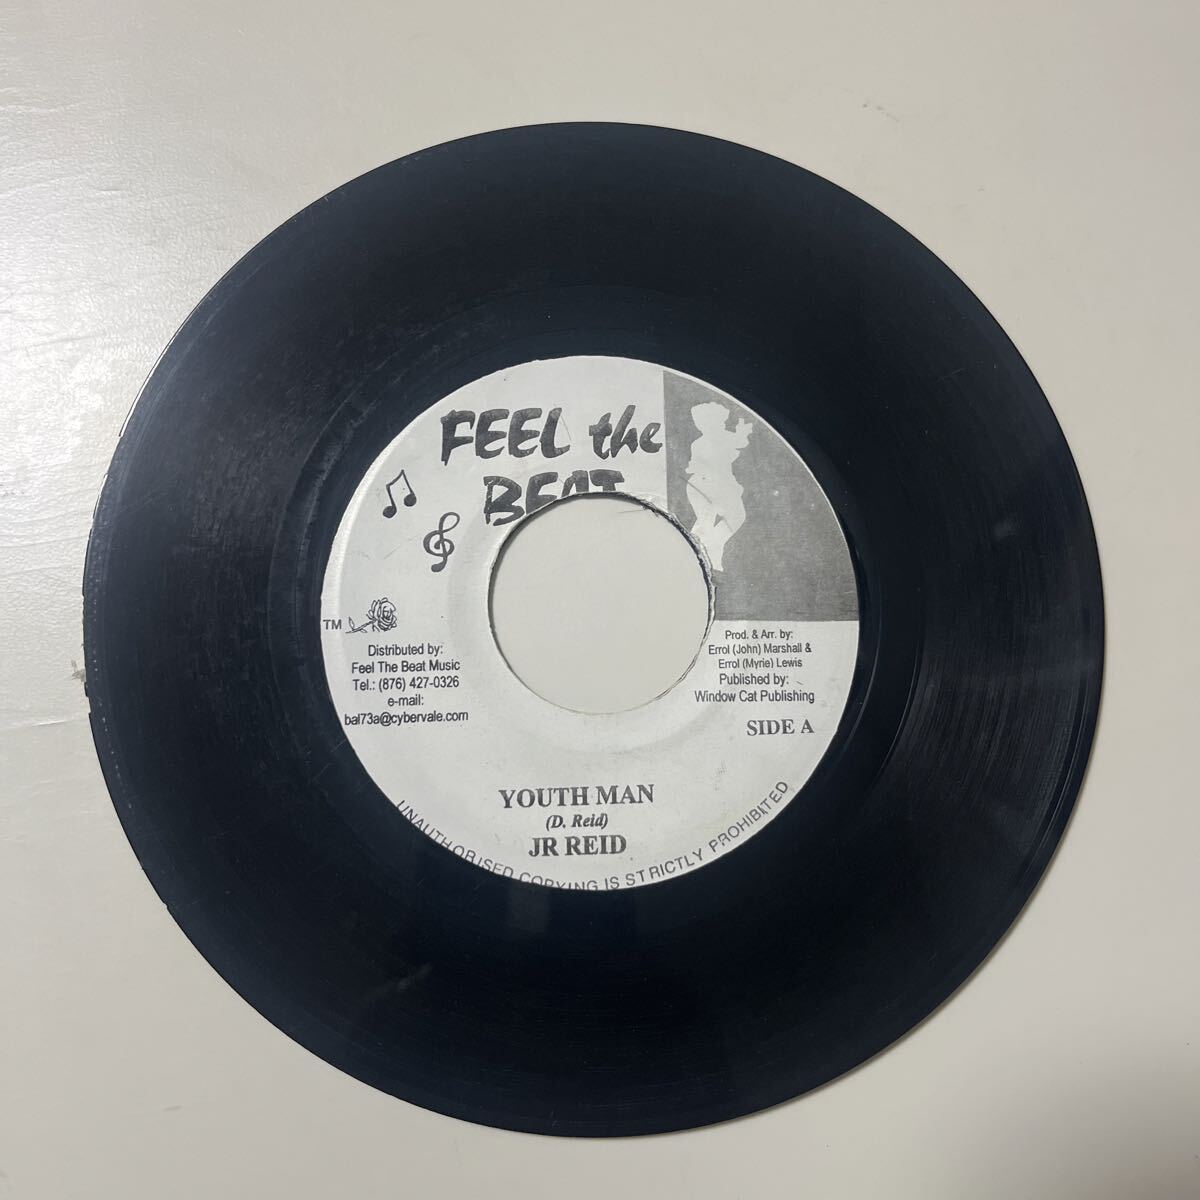 FEEL the
BEAT
TM
Distributed by:
Feel The Beat Music
Tel.: (876) 427-0326
e-mail:
bal73a@cybervale.com
Prod. & Arr. by:
Errol (John) Marshall &
Errol (Myrie) Lewis
Published by:
Window Cat Publishing
SIDE A
YOUTH MAN
(D. Reid)
JR REID
UNAUTHORISED COPYING IS STRICTLY PROHIBITED